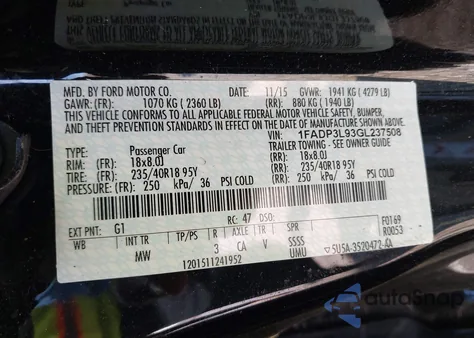 MFD. BY FORD MOTOR CO. DATE: 11/15 GVWR: 1941 KG ( 4279 LB)
GAWR: (FR): 1070 KG ( 2360 LB) (RR): 880 KG ( 1940 LB)
THIS VEHICLE CONFORMS TO ALL APPLICABLE FEDERAL MOTOR VEHICLE SAFETY, BUMPER,
AND THEFT PREVENTION STANDARDS IN EFFECT ON THE DATE OF MANUFACTURE SHOWN ABOVE.
VIN: 1FADP3L93GL237508
TYPE: Passenger Car TRAILER TOWING - SEE OWNER GUIDE
RIM: (FR) 18x8.0J (RR) 18x8.0J
TIRE: (FR) 235/40R18 95Y (RR) 235/40R18 95Y
PRESSURE: (FR) 250 kPa/ 36 PSI COLD (RR) 250 kPa/ 36 PSI COLD
EXT PNT: G1 RC: 47 DSO: F0169
R0053
WB INT TR TP/PS R AXLE TR SPR
MW 3 CA V SSSS
1201511241952 UMU 5U5A-3520472-AA
autoSnap